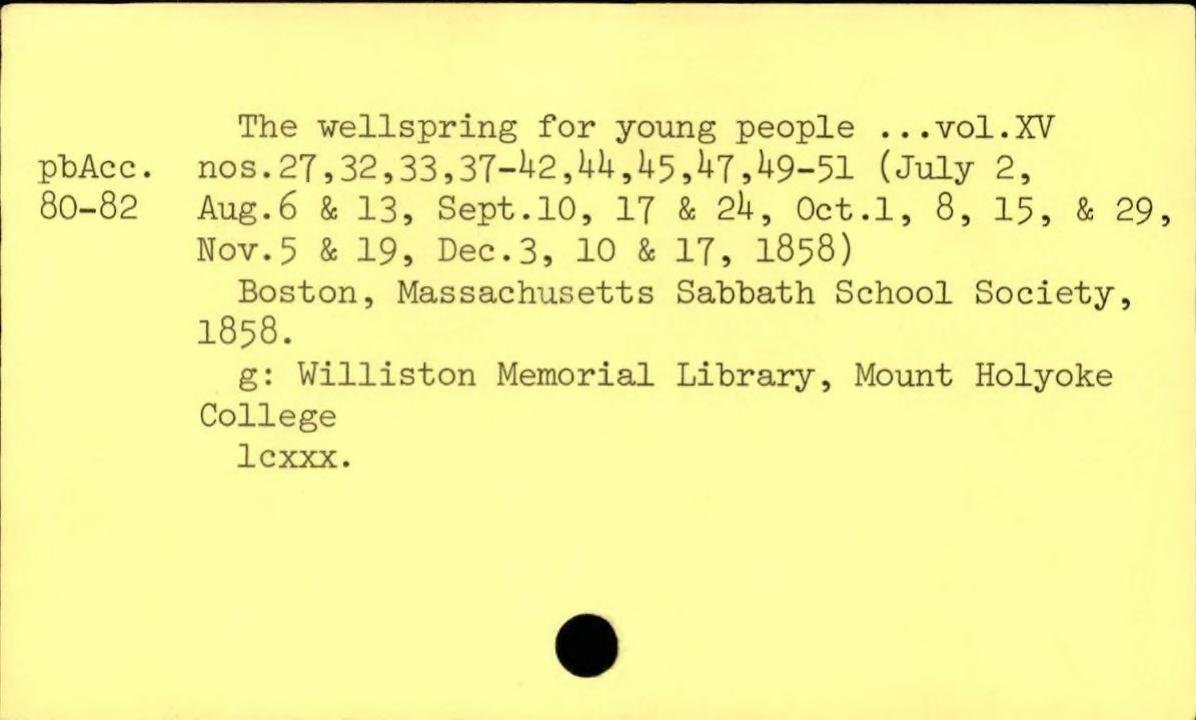 The wellspring for young people ...vol.XV
pbAcc. nos.27,32,33,37-42,44,45,47,49-51 (July 2,
80-82 Aug.6 & 13, Sept.10, 17 & 24, Oct.1, 8, 15, & 29,
Nov.5 & 19, Dec.3, 10 & 17, 1858)
Boston, Massachusetts Sabbath School Society,
1858.
g: Williston Memorial Library, Mount Holyoke
College
lcxxx.